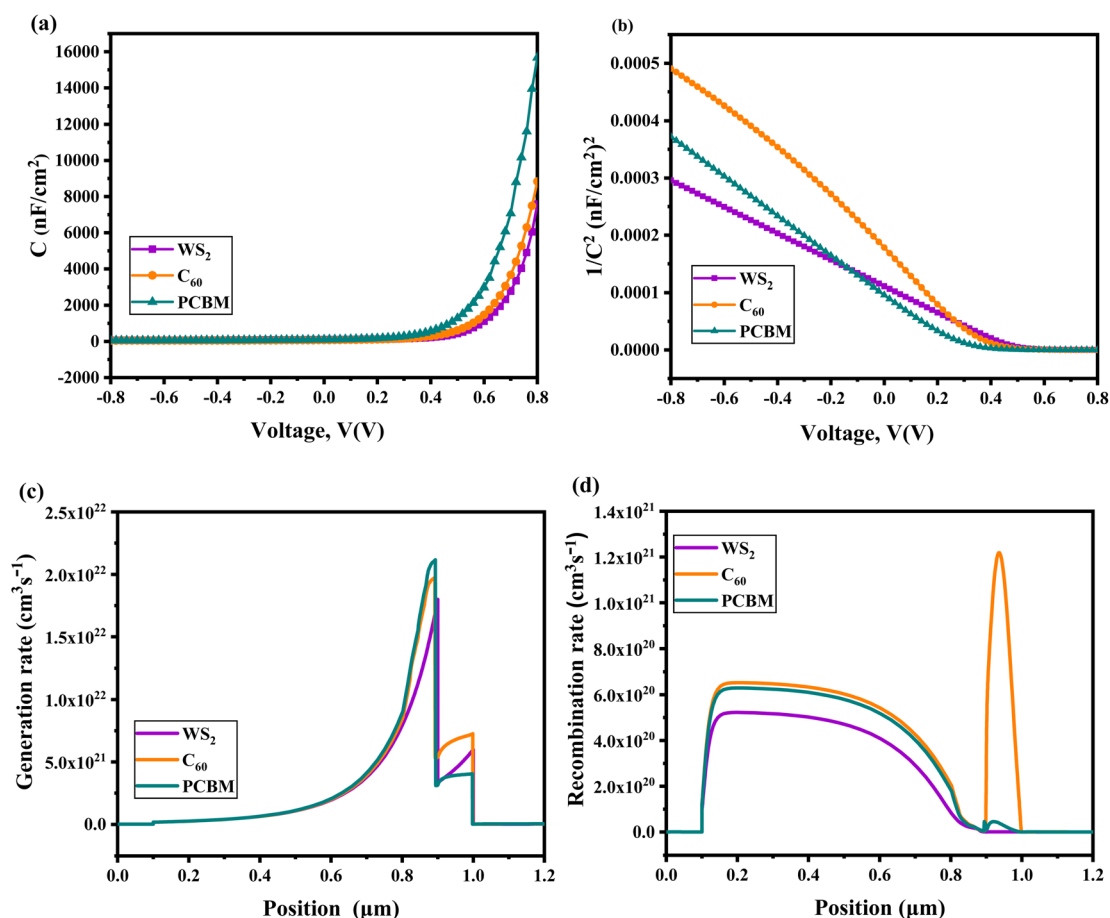 (a)
16000
14000
12000
10000
8000
6000
4000
2000
0
-2000
C (nF/cm²)
WS₂
C₆₀
PCBM
-0.8 -0.6 -0.4 -0.2 0.0 0.2 0.4 0.6 0.8
Voltage, V(V)
(b)
0.0005
0.0004
0.0003
0.0002
0.0001
0.0000
1/C² (nF/cm²)²
WS₂
C₆₀
PCBM
-0.8 -0.6 -0.4 -0.2 0.0 0.2 0.4 0.6 0.8
Voltage, V(V)
(c)
2.5x10²²
2.0x10²²
1.5x10²²
1.0x10²²
5.0x10²¹
0.0
Generation rate (cm³s⁻¹)
WS₂
C₆₀
PCBM
0.0 0.2 0.4 0.6 0.8 1.0 1.2
Position (μm)
(d)
1.4x10²¹
1.2x10²¹
1.0x10²¹
8.0x10²⁰
6.0x10²⁰
4.0x10²⁰
2.0x10²⁰
0.0
Recombination rate (cm³s⁻¹)
WS₂
C₆₀
PCBM
0.0 0.2 0.4 0.6 0.8 1.0 1.2
Position (μm)